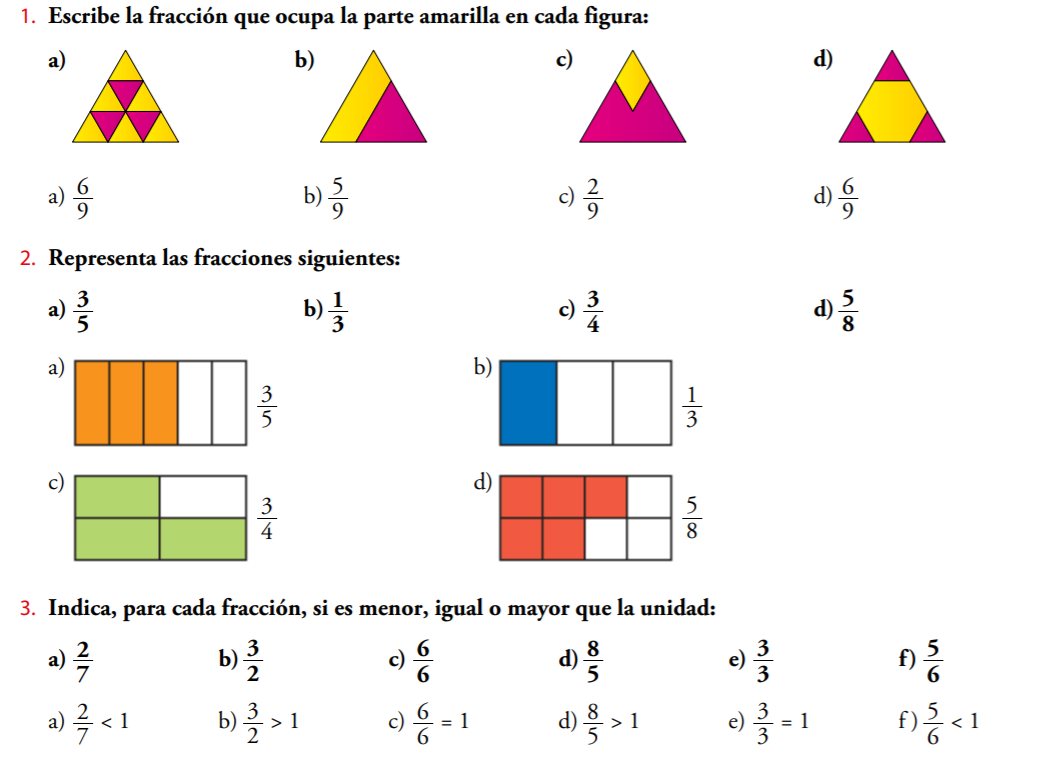 1. Escribe la fracción que ocupa la parte amarilla en cada figura:
a) b) c) d)
a) 6/9 b) 5/9 c) 2/9 d) 6/9
2. Representa las fracciones siguientes:
a) 3/5 b) 1/3 c) 3/4 d) 5/8
a) 3/5 b) 1/3
c) 3/4 d) 5/8
3. Indica, para cada fracción, si es menor, igual o mayor que la unidad:
a) 2/7 b) 3/2 c) 6/6 d) 8/5 e) 3/3 f) 5/6
a) 2/7 < 1 b) 3/2 > 1 c) 6/6 = 1 d) 8/5 > 1 e) 3/3 = 1 f) 5/6 < 1